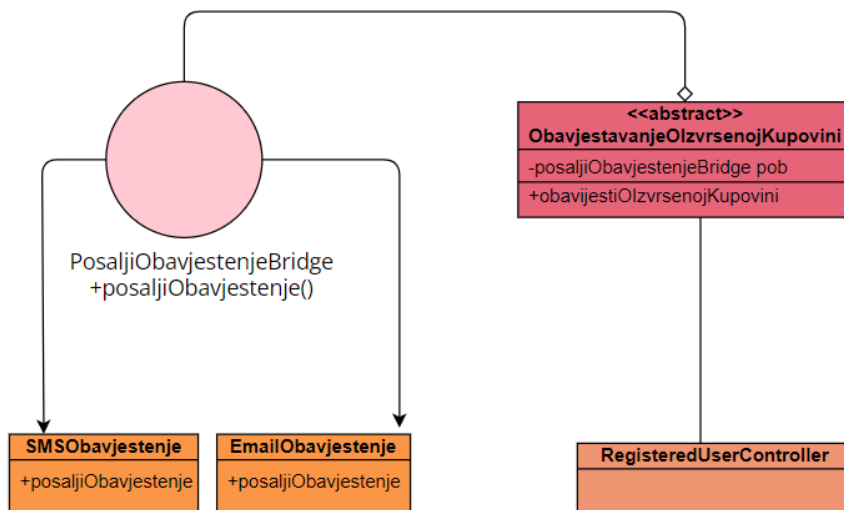 <<abstract>>
ObavjestavanjeOIzvrsenojKupovini
-posaljiObavjestenjeBridge pob
+obavijestiOIzvrsenojKupovini
PosaljiObavjestenjeBridge
+posaljiObavjestenje()
SMSObavjestenje
+posaljiObavjestenje
EmailObavjestenje
+posaljiObavjestenje
RegisteredUserController